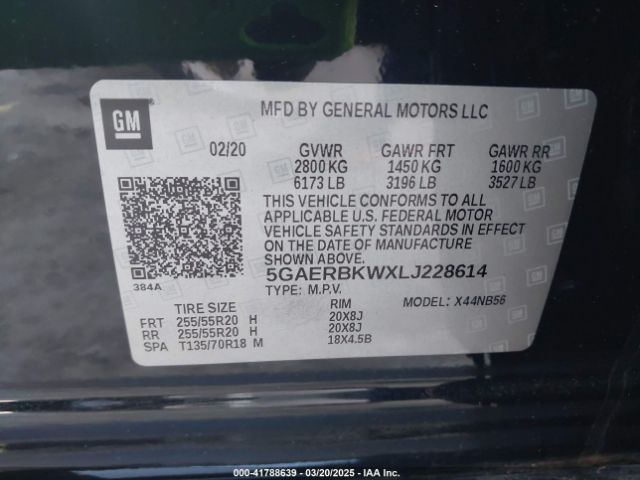 GM
MFD BY GENERAL MOTORS LLC
02/20 GVWR GAWR FRT GAWR RR
2800 KG 1450 KG 1600 KG
6173 LB 3196 LB 3527 LB
THIS VEHICLE CONFORMS TO ALL
APPLICABLE U.S. FEDERAL MOTOR
VEHICLE SAFETY STANDARDS IN EFFECT
ON THE DATE OF MANUFACTURE
SHOWN ABOVE.
384A
5GAERBKWXLJ228614
TYPE: M.P.V. MODEL: X44NB56
TIRE SIZE RIM
FRT 255/55R20 H 20X8J
RR 255/55R20 H 20X8J
SPA T135/70R18 M 18X4.5B
© 41788639 - 03/20/2025 - IAA Inc.